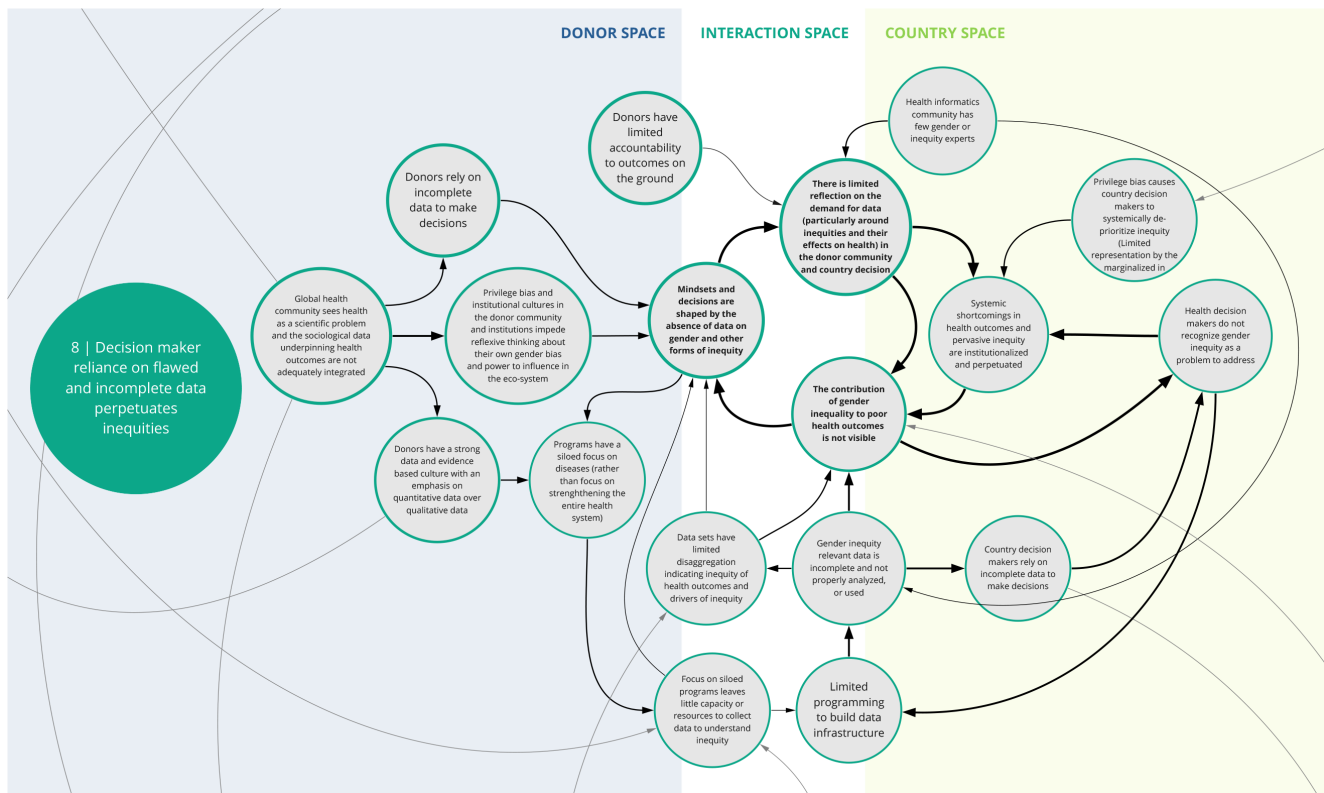 DONOR SPACE
INTERACTION SPACE
COUNTRY SPACE
8 | Decision maker
reliance on flawed
and incomplete data
perpetuates
inequities
Global health
community sees health
as a scientific problem
and the sociological data
underpinning health
outcomes are not
adequately integrated
Donors rely on
incomplete
data to make
decisions
Privilege bias and
institutional cultures in
the donor community
and institutions impede
reflexive thinking about
their own gender bias
and power to influence in
the eco-system
Donors have a strong
data and evidence
based culture with an
emphasis on
quantitative data over
qualitative data
Programs have a
siloed focus on
diseases (rather
than focus on
strenghthening the
entire health
system)
Donors have
limited
accountability
to outcomes on
the ground
Mindsets and
decisions are
shaped by the
absence of data on
gender and other
forms of inequity
There is limited
reflection on the
demand for data
(particularly around
inequities and their
effects on health) in
the donor community
and country decision
The contribution
of gender
inequality to poor
health outcomes
is not visible
Data sets have
limited
disaggregation
indicating inequity of
health outcomes and
drivers of inequity
Gender inequity
relevant data is
incomplete and not
properly analyzed,
or used
Focus on siloed
programs leaves
little capacity or
resources to collect
data to understand
inequity
Limited
programming
to build data
infrastructure
Health informatics
community has
few gender or
inequity experts
Privilege bias causes
country decision
makers to
systemically de-
prioritize inequity
(Limited
representation by the
marginalized in
Systemic
shortcomings in
health outcomes and
pervasive inequity
are institutionalized
and perpetuated
Health decision
makers do not
recognize gender
inequity as a
problem to address
Country decision
makers rely on
incomplete data to
make decisions